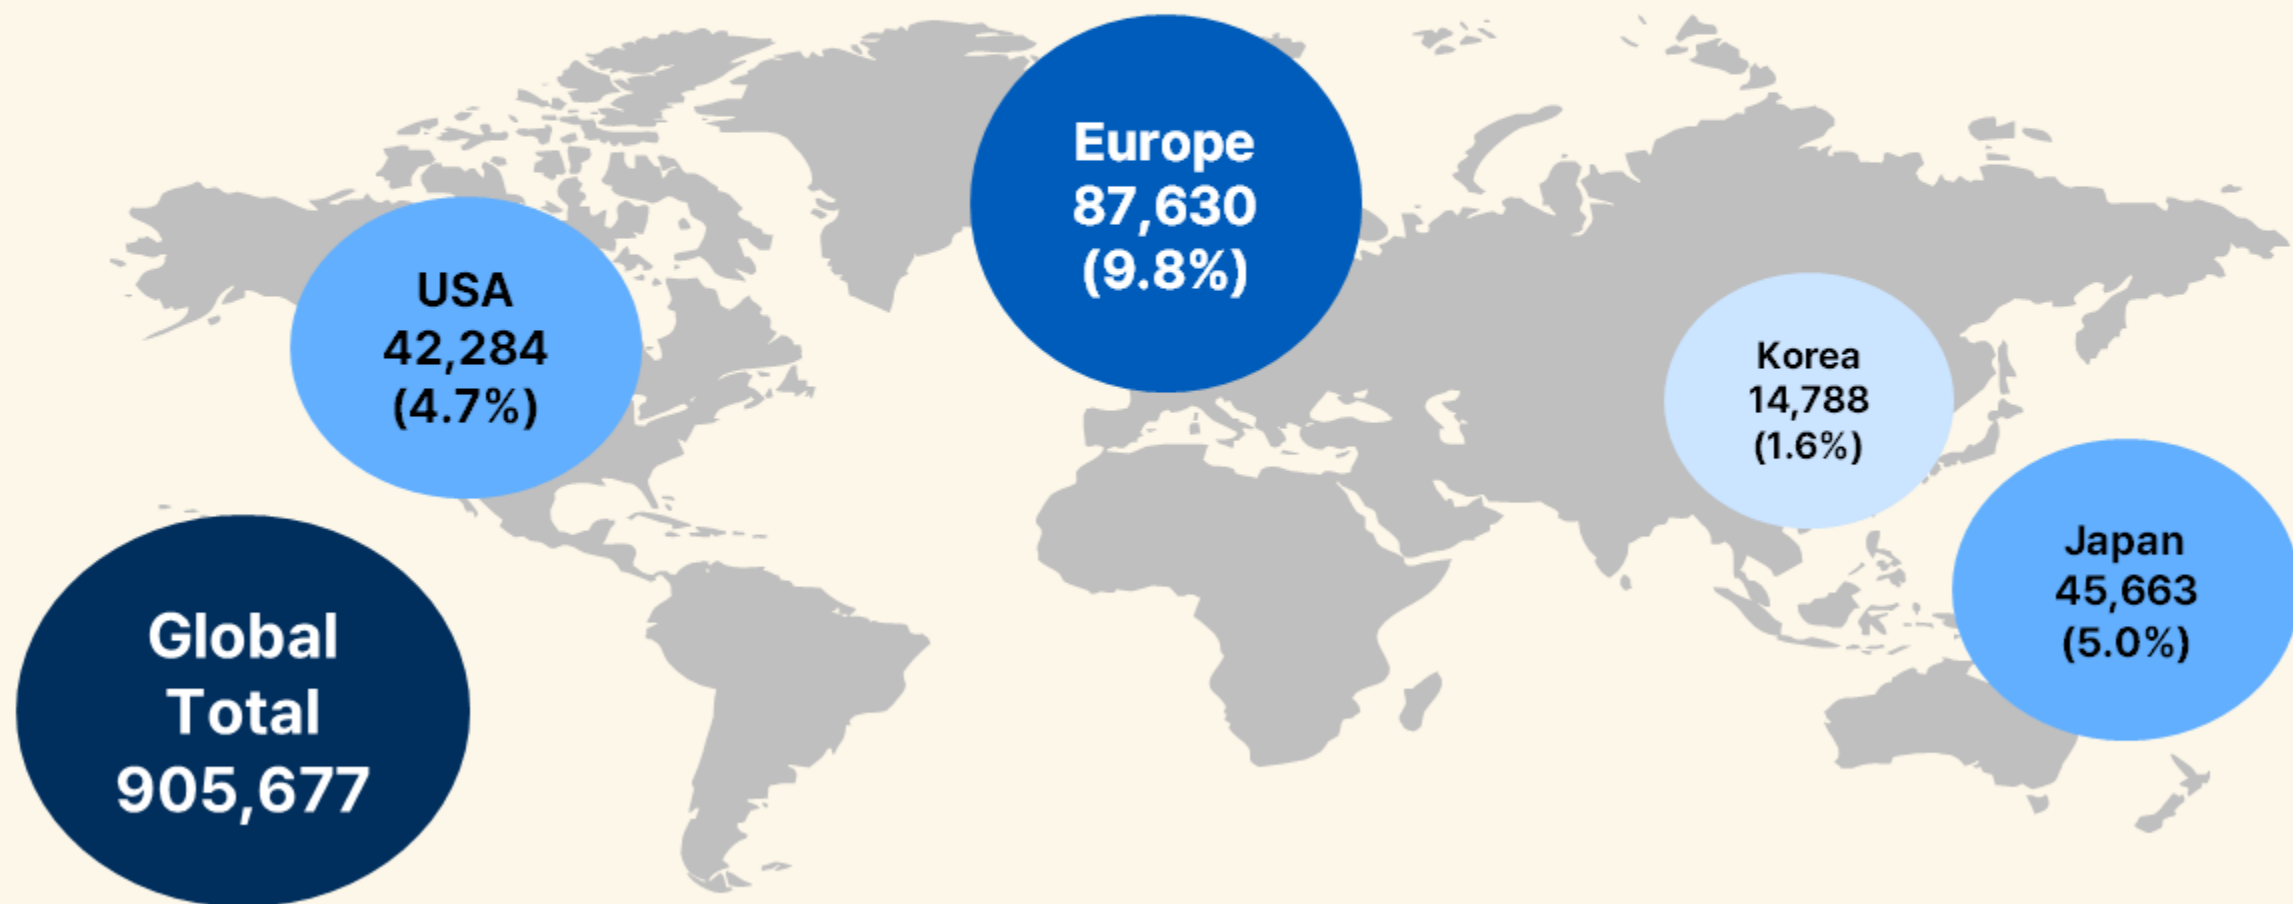 Europe
87,630
(9.8%)
USA
42,284
(4.7%)
Korea
14,788
(1.6%)
Japan
45,663
(5.0%)
Global
Total
905,677